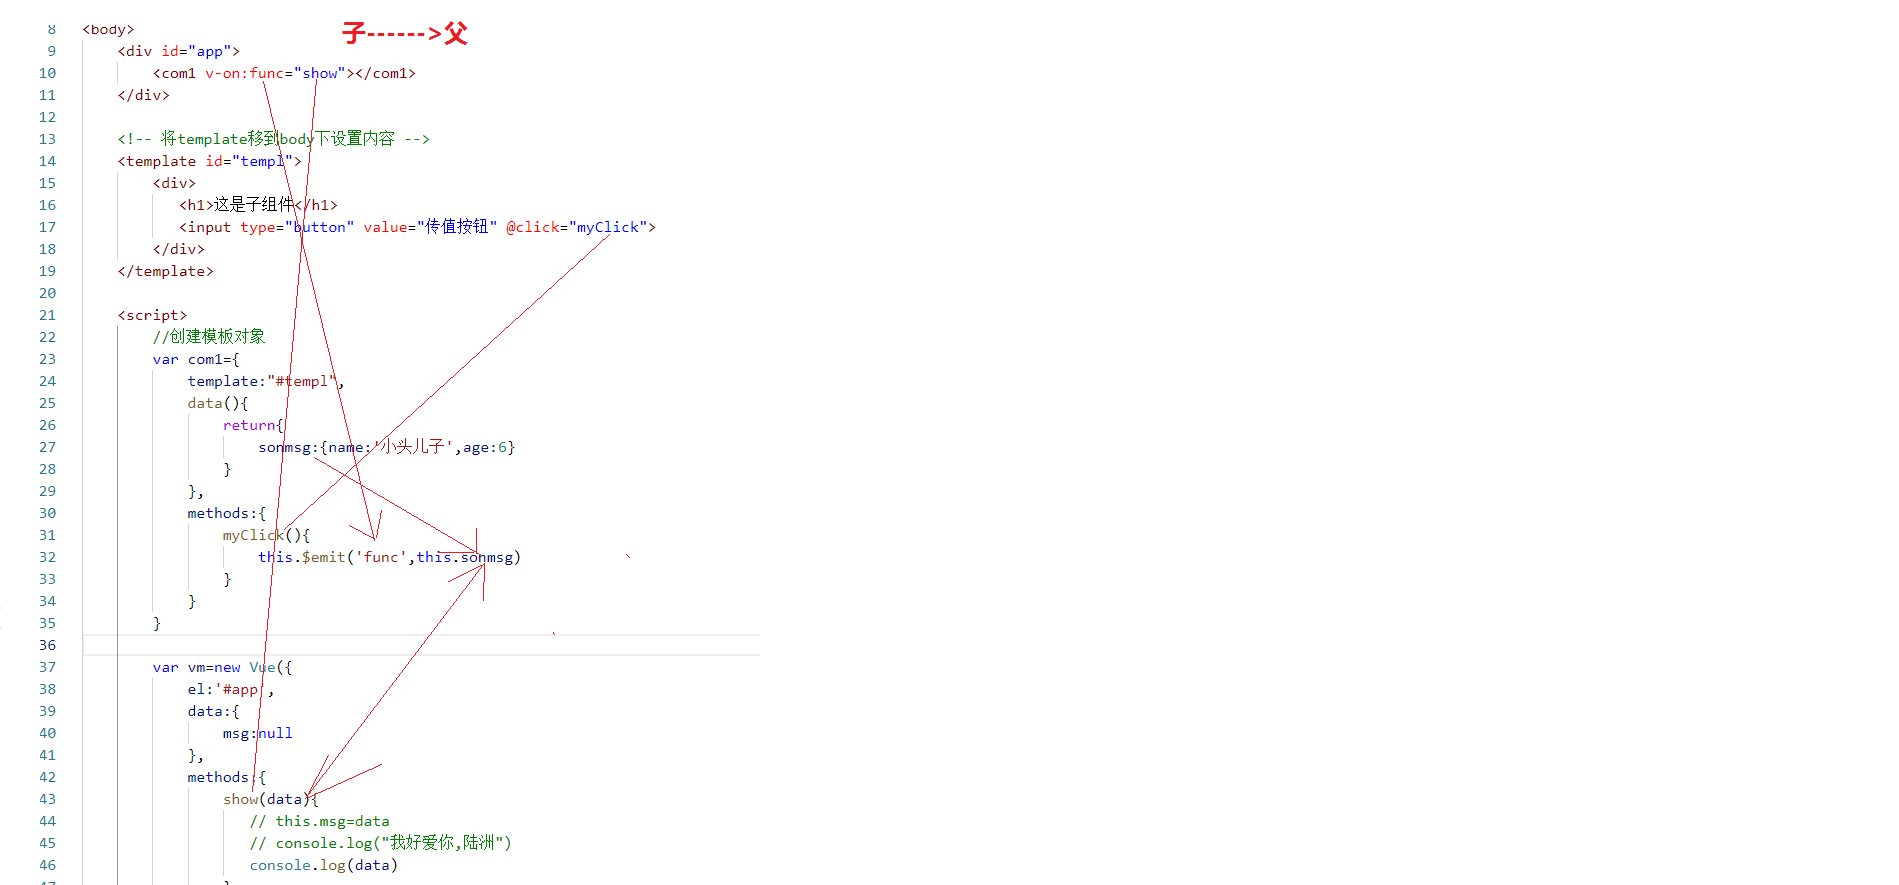 子------>父
8 <body>
9 <div id="app">
10 <com1 v-on:func="show"></com1>
11 </div>
12
13 <!-- 将template移到body下设置内容 -->
14 <template id="templ">
15 <div>
16 <h1>这是子组件</h1>
17 <input type="button" value="传值按钮" @click="myClick">
18 </div>
19 </template>
20
21 <script>
22 //创建模板对象
23 var com1={
24 template:"#templ",
25 data(){
26 return{
27 sonmsg:{name:'小头儿子',age:6}
28 }
29 },
30 methods:{
31 myClick(){
32 this.$emit('func',this.sonmsg)
33 }
34 }
35 }
36
37 var vm=new Vue({
38 el:'#app',
39 data:{
40 msg:null
41 },
42 methods:{
43 show(data){
44 // this.msg=data
45 // console.log("我好爱你,陆洲")
46 console.log(data)